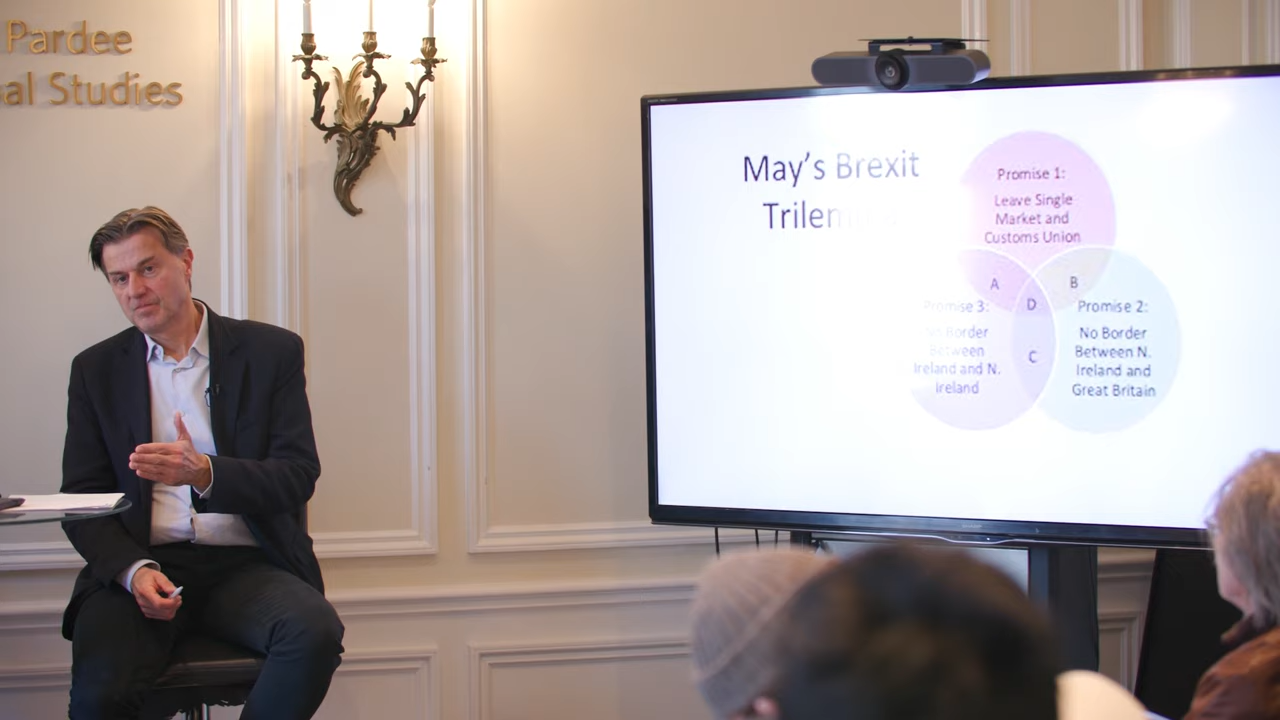 Pardee
al Studies
May's Brexit
Trilem
Promise 1:
Leave Single
Market and
Customs Union
A
B
D
C
Promise 3:
No Border
Between
Ireland and N.
Ireland
Promise 2:
No Border
Between N.
Ireland and
Great Britain